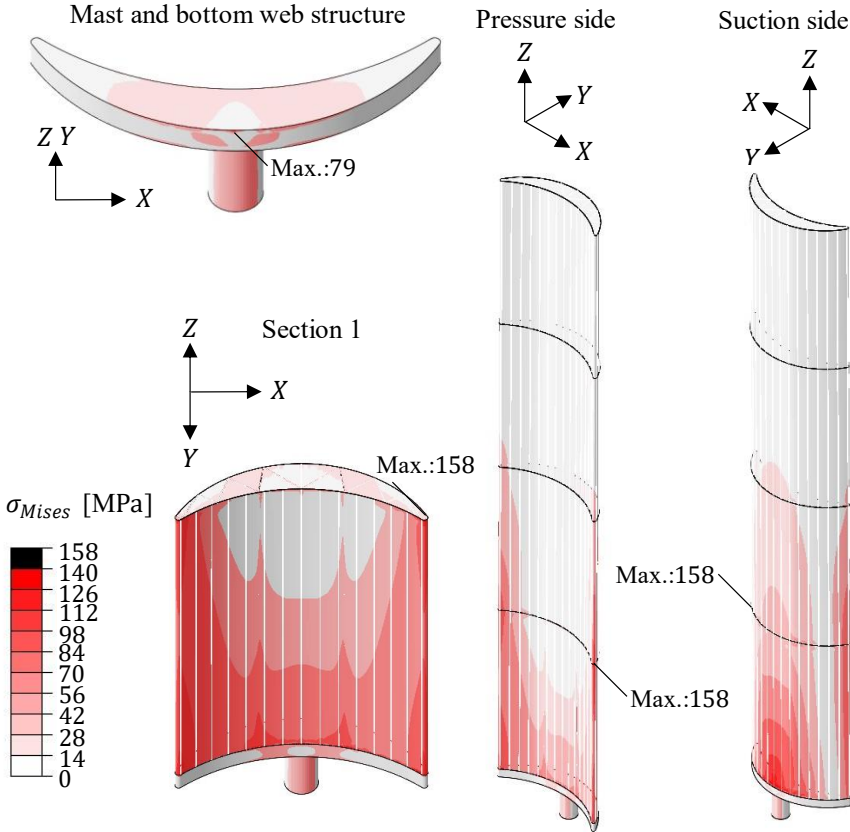 Mast and bottom web structure
Pressure side
Suction side
Z Y
X
Max.:79
Z
Y
X
Z
X
Y
Section 1
Z
X
Y
Max.:158
σ_Mises [MPa]
158
140
126
112
98
84
70
56
42
28
14
0
Max.:158
Max.:158